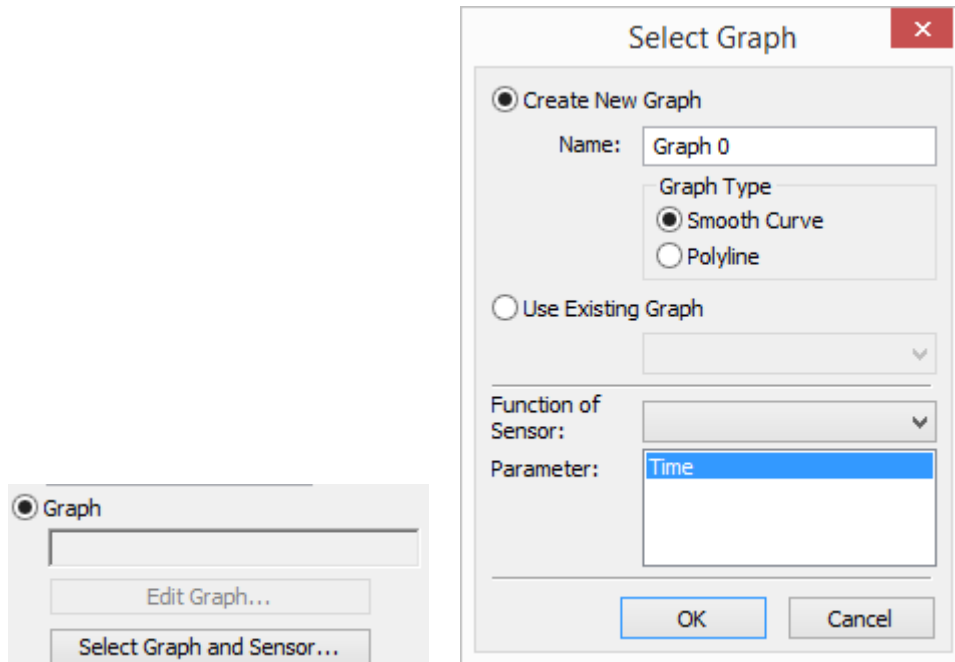 Graph
Edit Graph...
Select Graph and Sensor...
Select Graph
Create New Graph
Name: Graph 0
Graph Type
Smooth Curve
Polyline
Use Existing Graph
Function of
Sensor:
Parameter: Time
OK Cancel